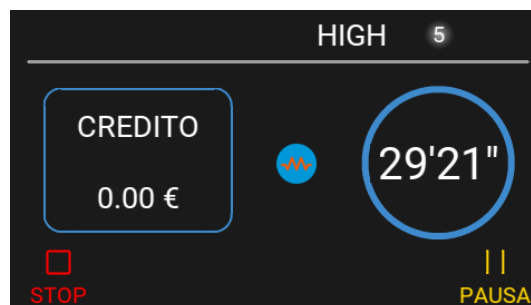 HIGH 5
CREDITO
0.00 €
29'21"
STOP
PAUSA